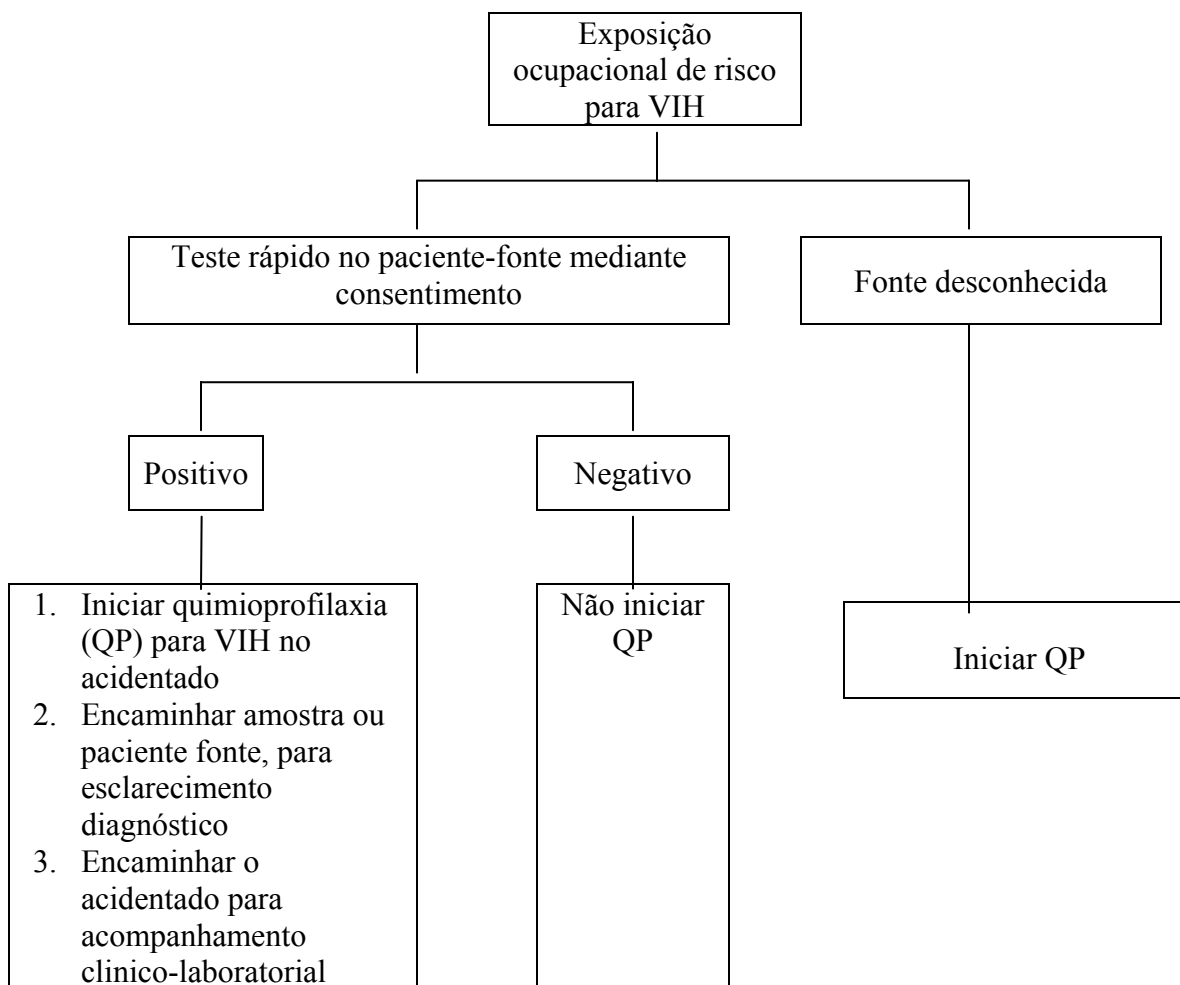 Exposição
ocupacional de risco
para VIH
Teste rápido no paciente-fonte mediante
consentimento
Fonte desconhecida
Positivo
Negativo
1. Iniciar quimioprofilaxia
(QP) para VIH no
acidentado
2. Encaminhar amostra ou
paciente fonte, para
esclarecimento
diagnóstico
3. Encaminhar o
acidentado para
acompanhamento
clinico-laboratorial
Não iniciar
QP
Iniciar QP